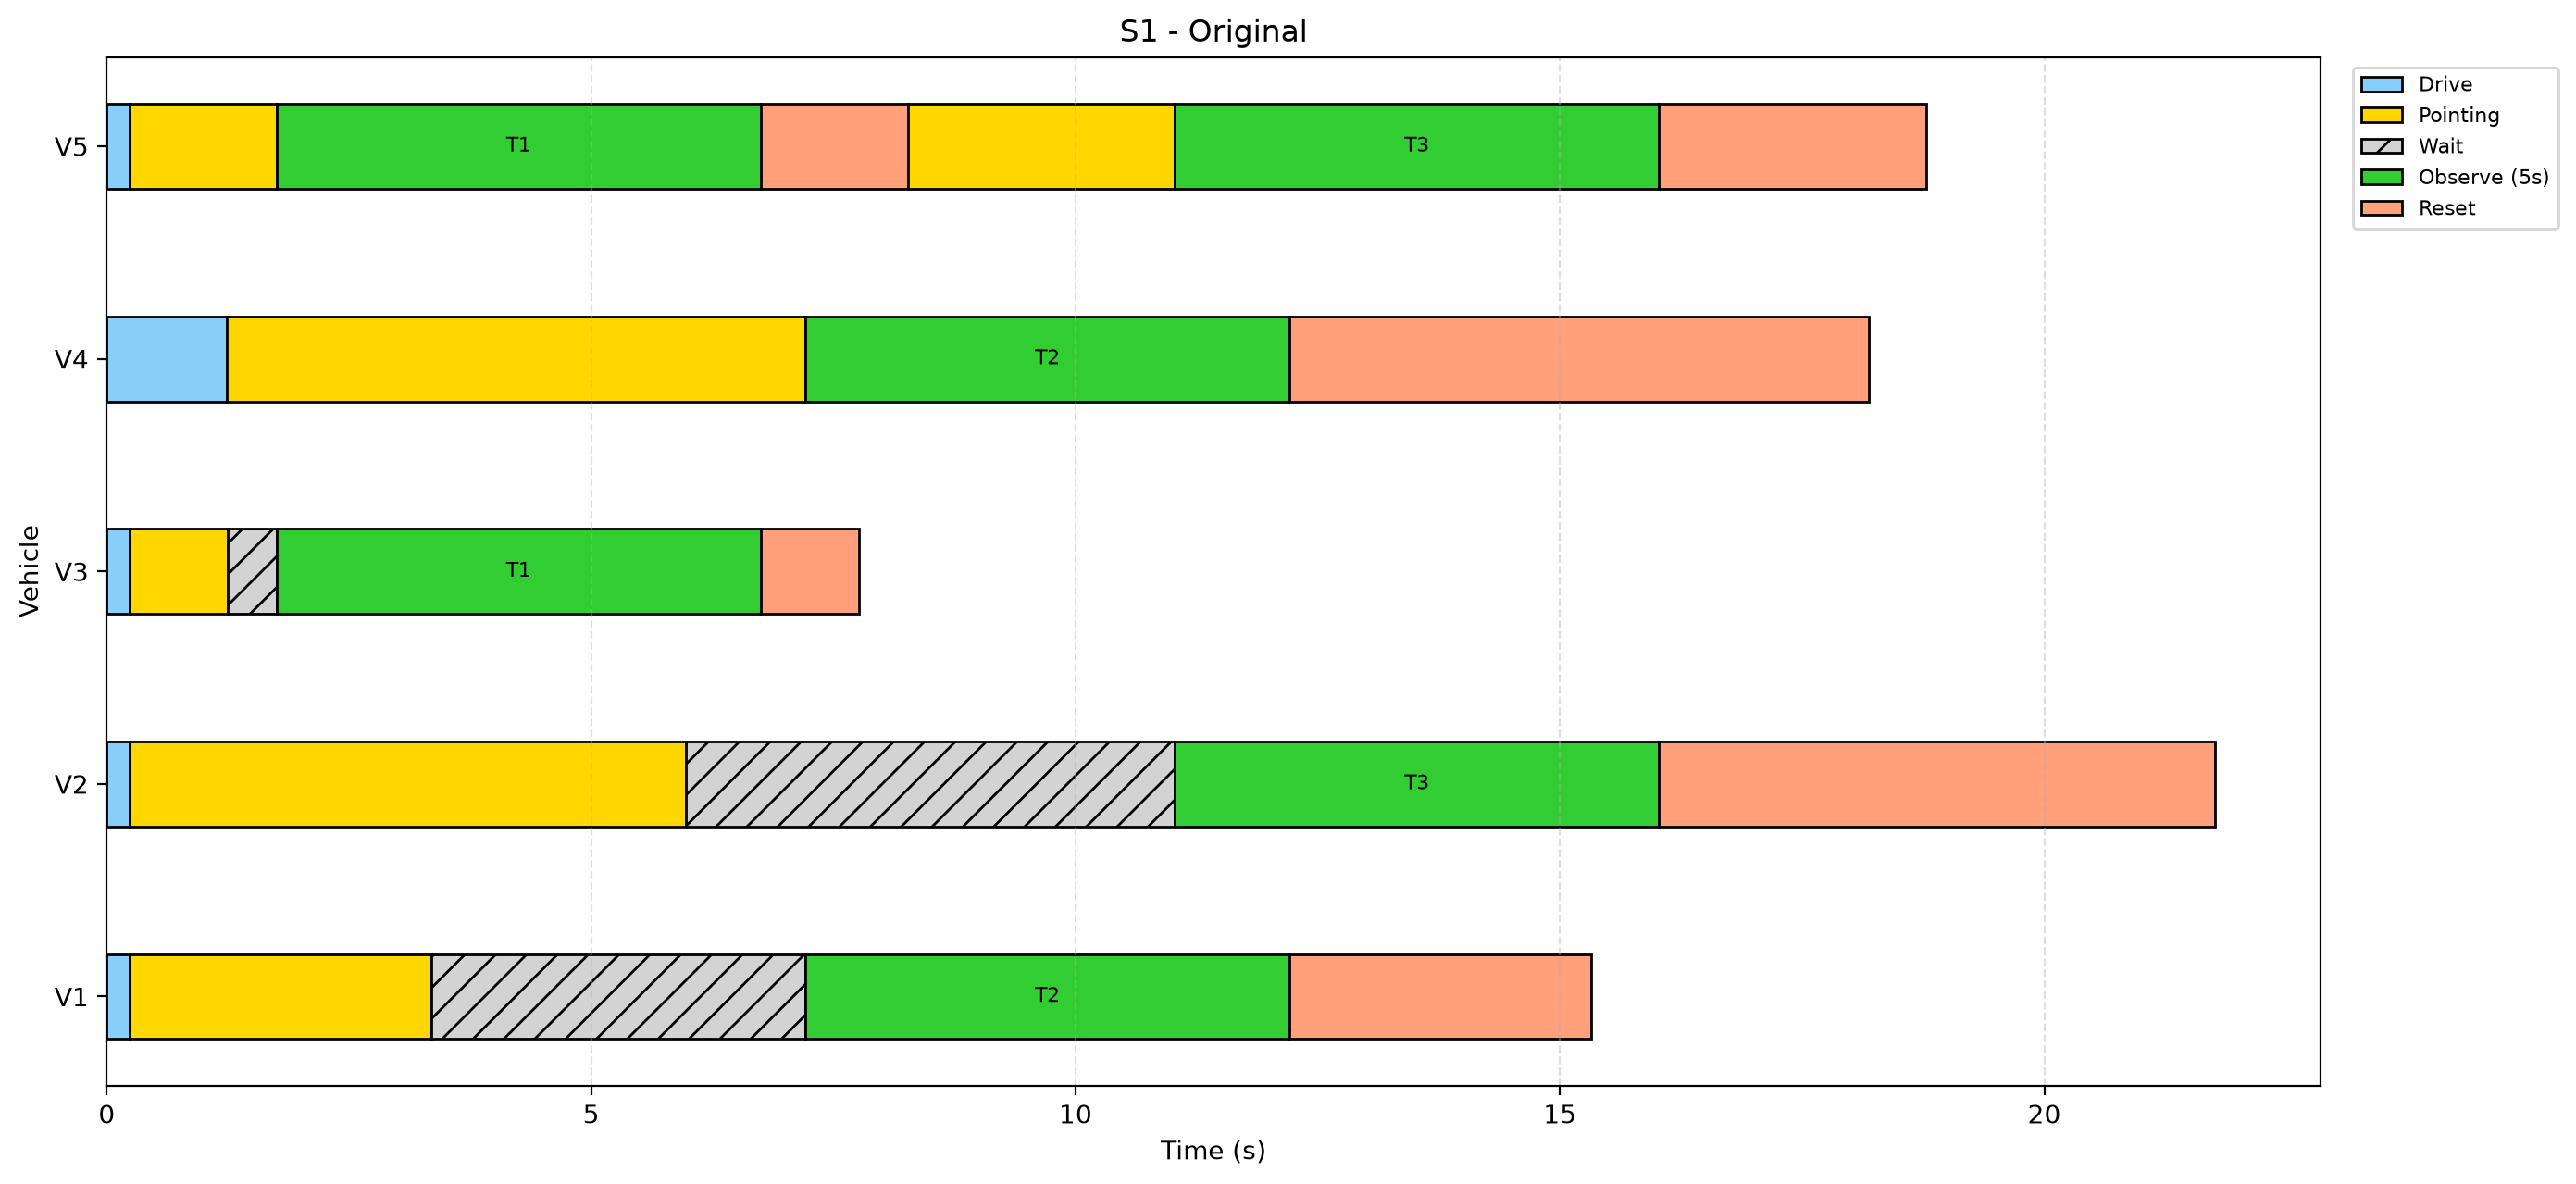 S1 - Original
Drive
Pointing
Wait
Observe (5s)
Reset
V5
T1
T3
V4
T2
V3
T1
V2
T3
V1
T2
Vehicle
0 5 10 15 20
Time (s)